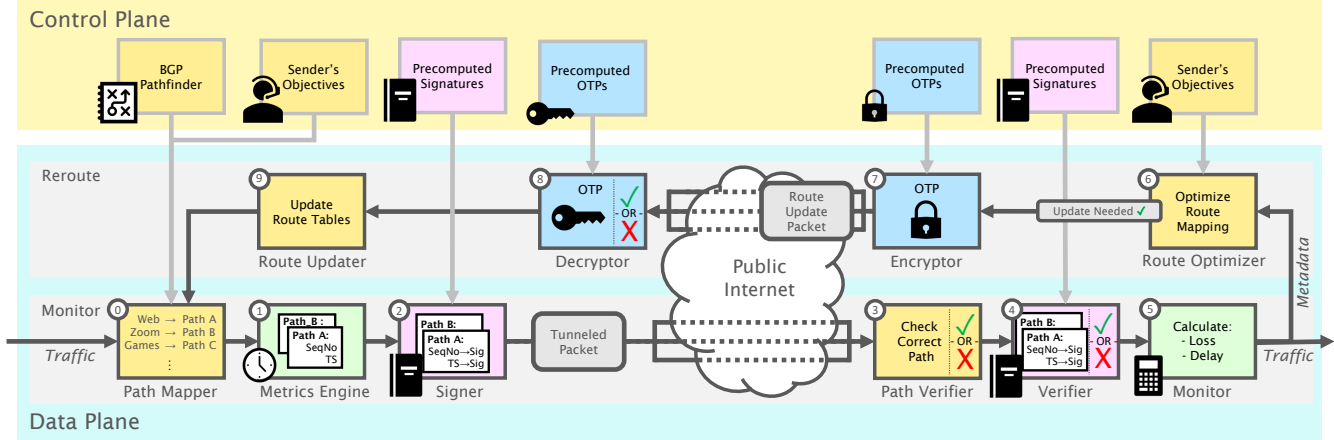 Control Plane
BGP
Pathfinder
Sender's
Objectives
Precomputed
Signatures
Precomputed
OTPs
Precomputed
OTPs
Precomputed
Signatures
Sender's
Objectives
Reroute
9
Update
Route Tables
Route Updater
8
OTP
- OR -
Decryptor
Route
Update
Packet
Public
Internet
7
OTP
Encryptor
Update Needed ✓
6
Optimize
Route
Mapping
Route Optimizer
Metadata
Monitor
Traffic
0
Web → Path A
Zoom → Path B
Games → Path C
⋮
Path Mapper
1
Path_B :
Path A:
SeqNo
TS
Metrics Engine
2
Path B:
Path A:
SeqNo→Sig
TS→Sig
Signer
Tunneled
Packet
3
Check
Correct
Path
- OR -
Path Verifier
4
Path B:
Path A:
SeqNo→Sig
TS→Sig
- OR -
Verifier
5
Calculate:
- Loss
- Delay
Monitor
Traffic
Data Plane